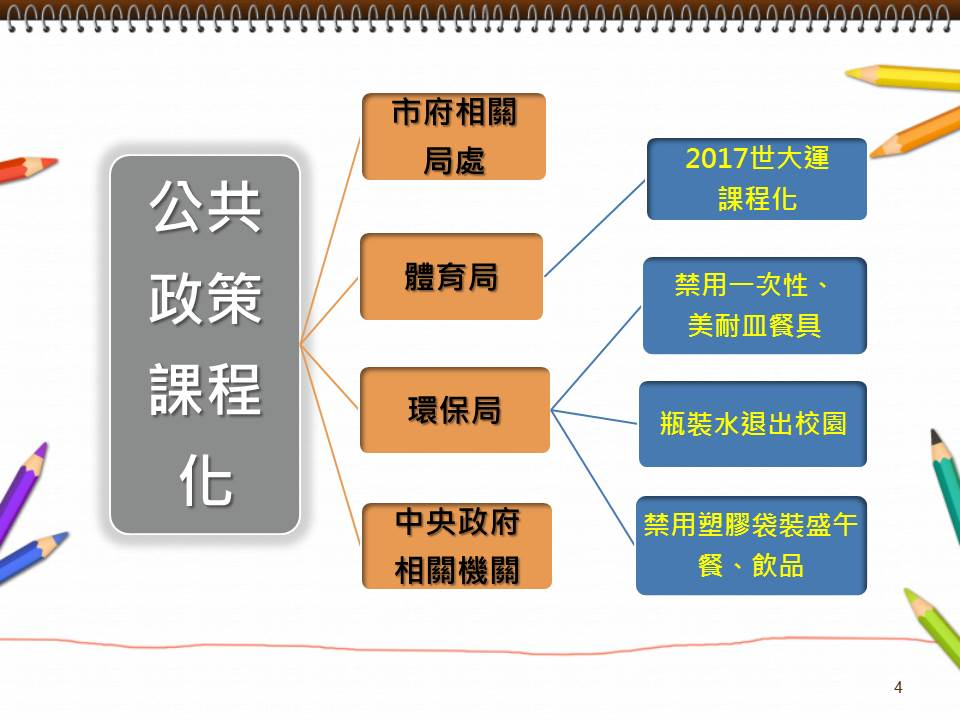 公共
政策
課程
化
市府相關
局處
體育局
環保局
中央政府
相關機關
2017世大運
課程化
禁用一次性、
美耐皿餐具
瓶裝水退出校園
禁用塑膠袋裝盛午
餐、飲品
4